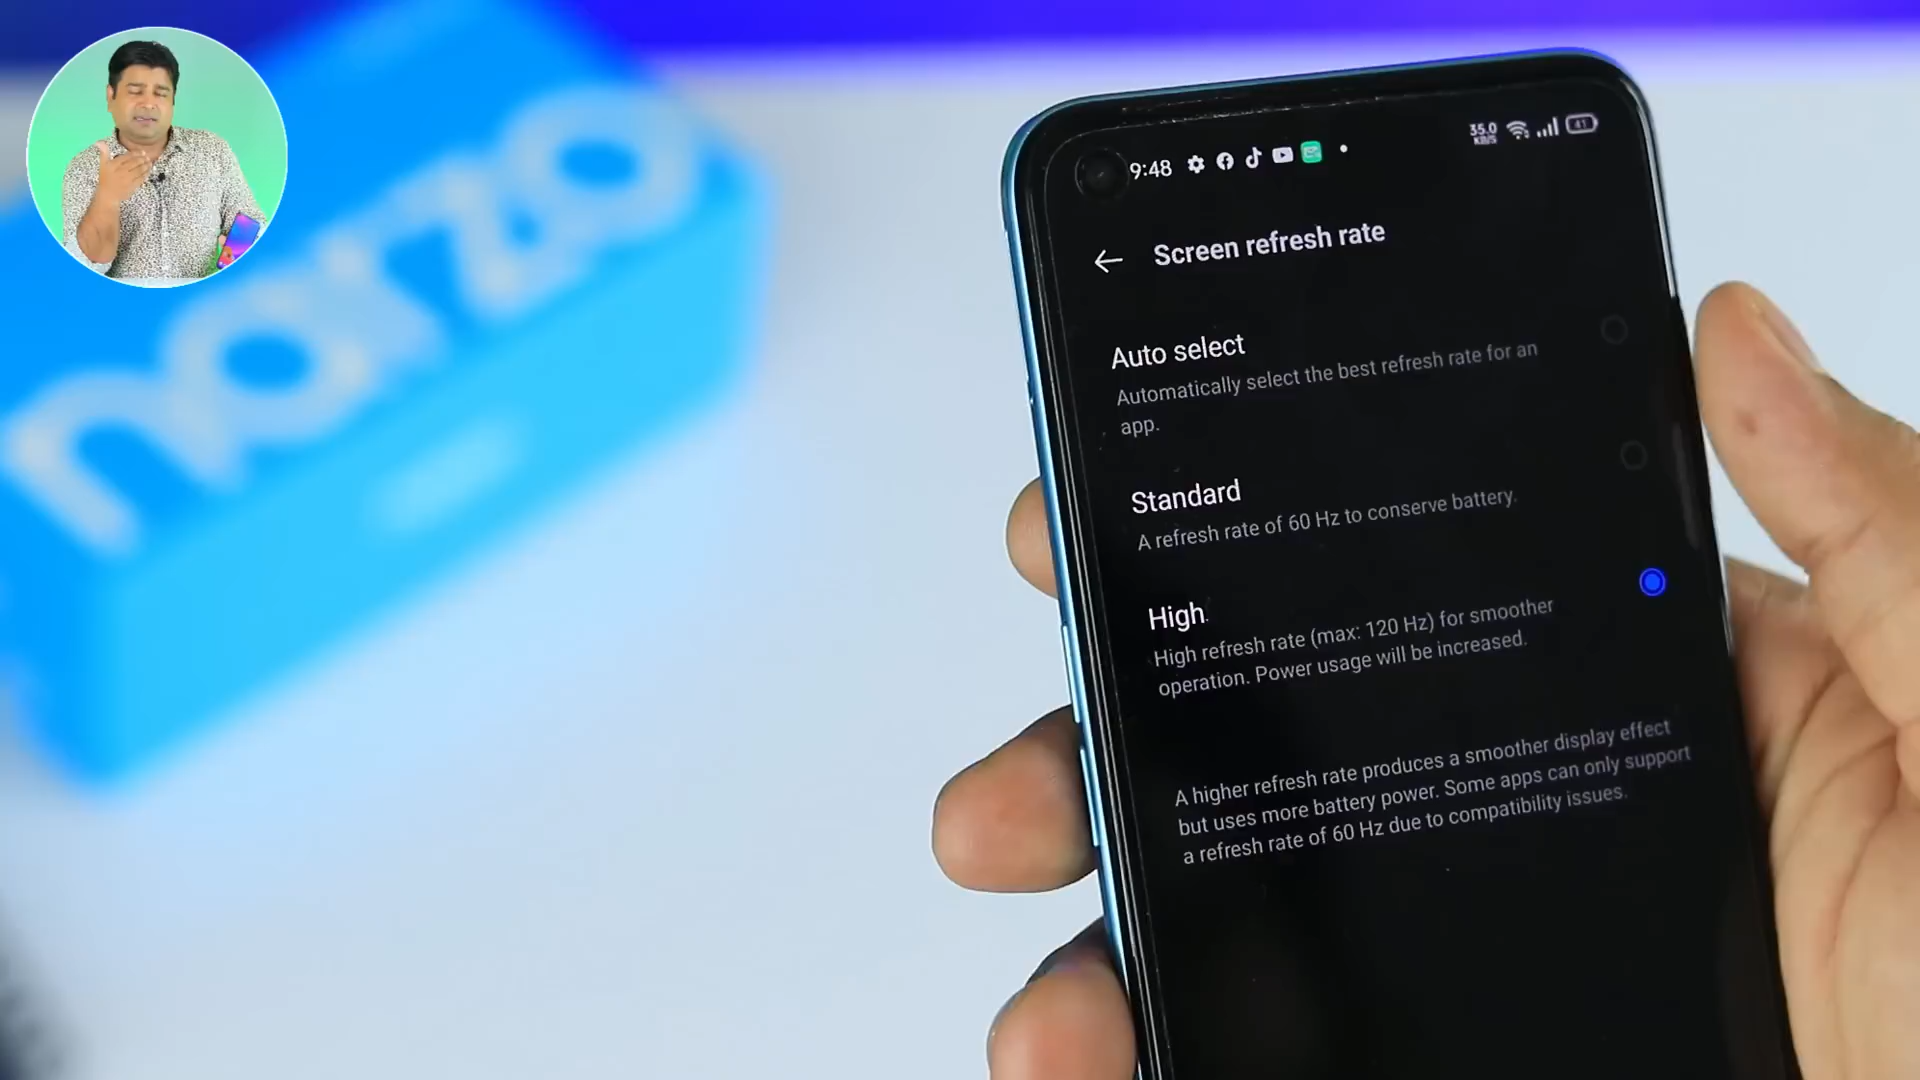 narzo
9:48
35.0
KB/S
41
Screen refresh rate
Auto select
Automatically select the best refresh rate for an
app.
Standard
A refresh rate of 60 Hz to conserve battery.
High
High refresh rate (max: 120 Hz) for smoother
operation. Power usage will be increased.
A higher refresh rate produces a smoother display effect
but uses more battery power. Some apps can only support
a refresh rate of 60 Hz due to compatibility issues.